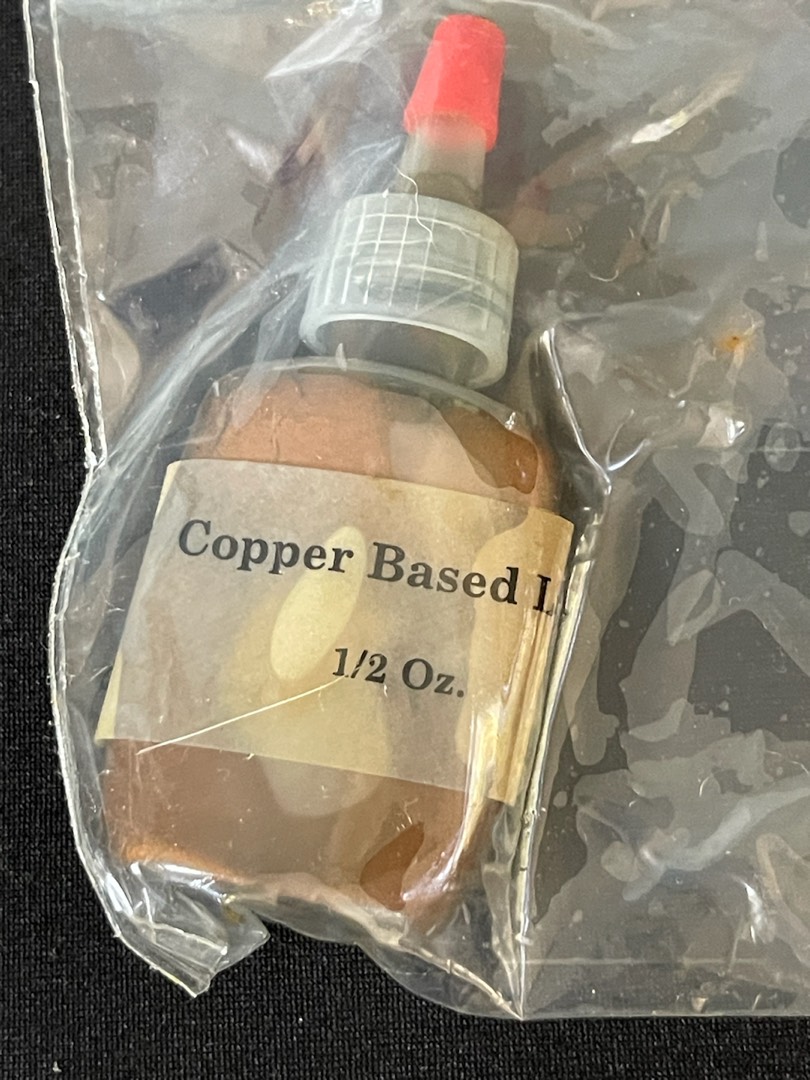 Copper Based
1/2 Oz.